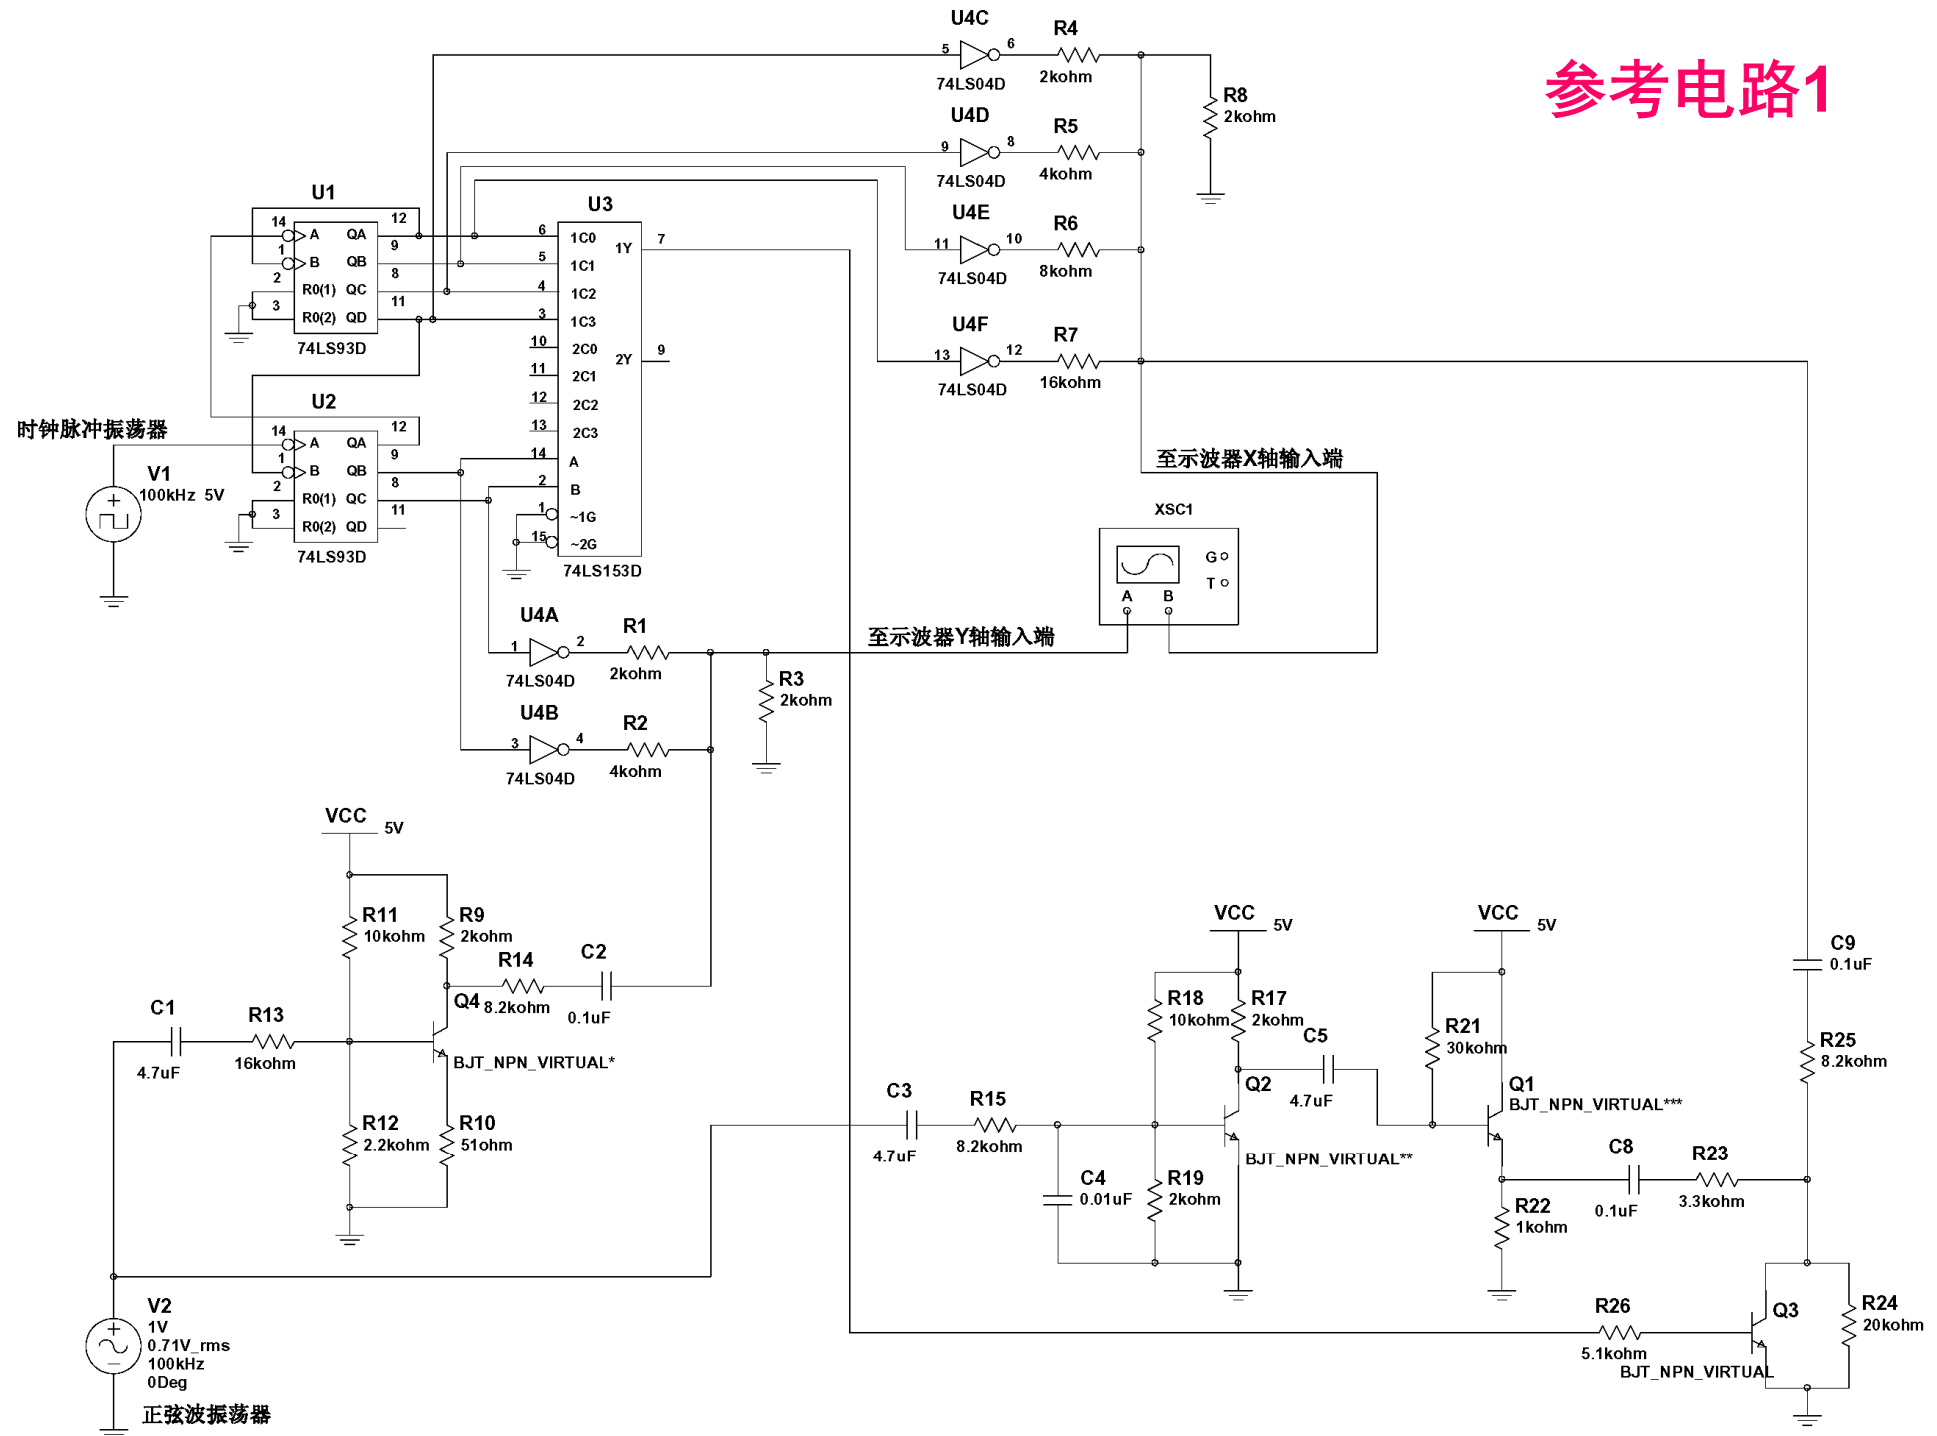 参考电路1
U4C
5
6
74LS04D
R4
2kohm
R8
2kohm
U4D
9
8
74LS04D
R5
4kohm
U4E
11
10
74LS04D
R6
8kohm
U4F
13
12
74LS04D
R7
16kohm
U1
14
1
2
3
A QA
B QB
R0(1) QC
R0(2) QD
12
9
8
11
74LS93D
U2
14
1
2
3
A QA
B QB
R0(1) QC
R0(2) QD
12
9
8
11
74LS93D
U3
6
5
4
3
10
11
12
13
14
2
1
15
1C0
1C1
1C2
1C3
2C0
2C1
2C2
2C3
A
B
~1G
~2G
1Y
7
2Y
9
74LS153D
时钟脉冲振荡器
V1
100kHz 5V
至示波器X轴输入端
XSC1
G
T
A B
至示波器Y轴输入端
U4A
1
2
74LS04D
R1
2kohm
U4B
3
4
74LS04D
R2
4kohm
R3
2kohm
VCC
5V
R11
10kohm
R9
2kohm
R14
8.2kohm
C2
0.1uF
C1
4.7uF
R13
16kohm
Q4
BJT_NPN_VIRTUAL*
R12
2.2kohm
R10
51ohm
V2
1V
0.71V_rms
100kHz
0Deg
正弦波振荡器
C3
4.7uF
R15
8.2kohm
C4
0.01uF
VCC
5V
R18
10kohm
R17
2kohm
C5
4.7uF
Q2
BJT_NPN_VIRTUAL**
R19
2kohm
VCC
5V
R21
30kohm
Q1
BJT_NPN_VIRTUAL***
R22
1kohm
C8
0.1uF
R23
3.3kohm
C9
0.1uF
R25
8.2kohm
R26
5.1kohm
Q3
BJT_NPN_VIRTUAL
R24
20kohm